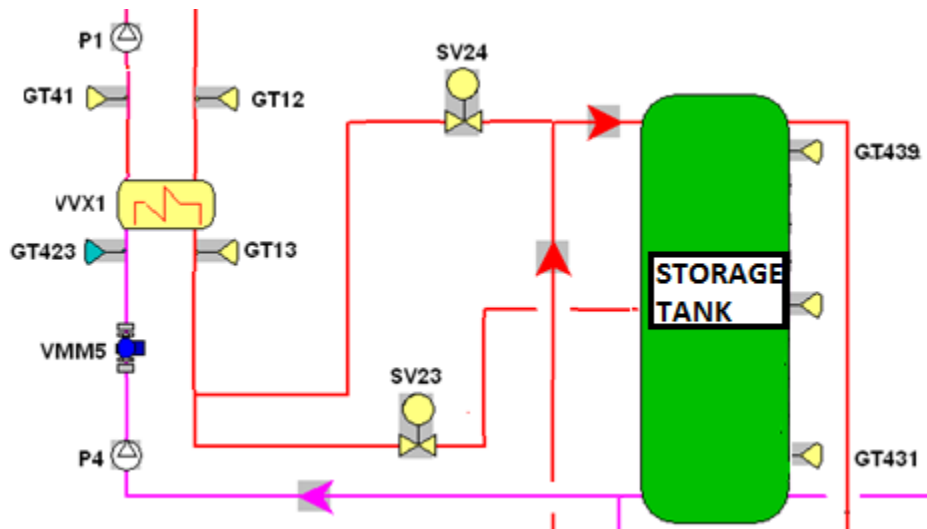 P1
SV24
GT41
GT12
GT439
VVX1
GT423
GT13
STORAGE
TANK
VMM5
SV23
P4
GT431